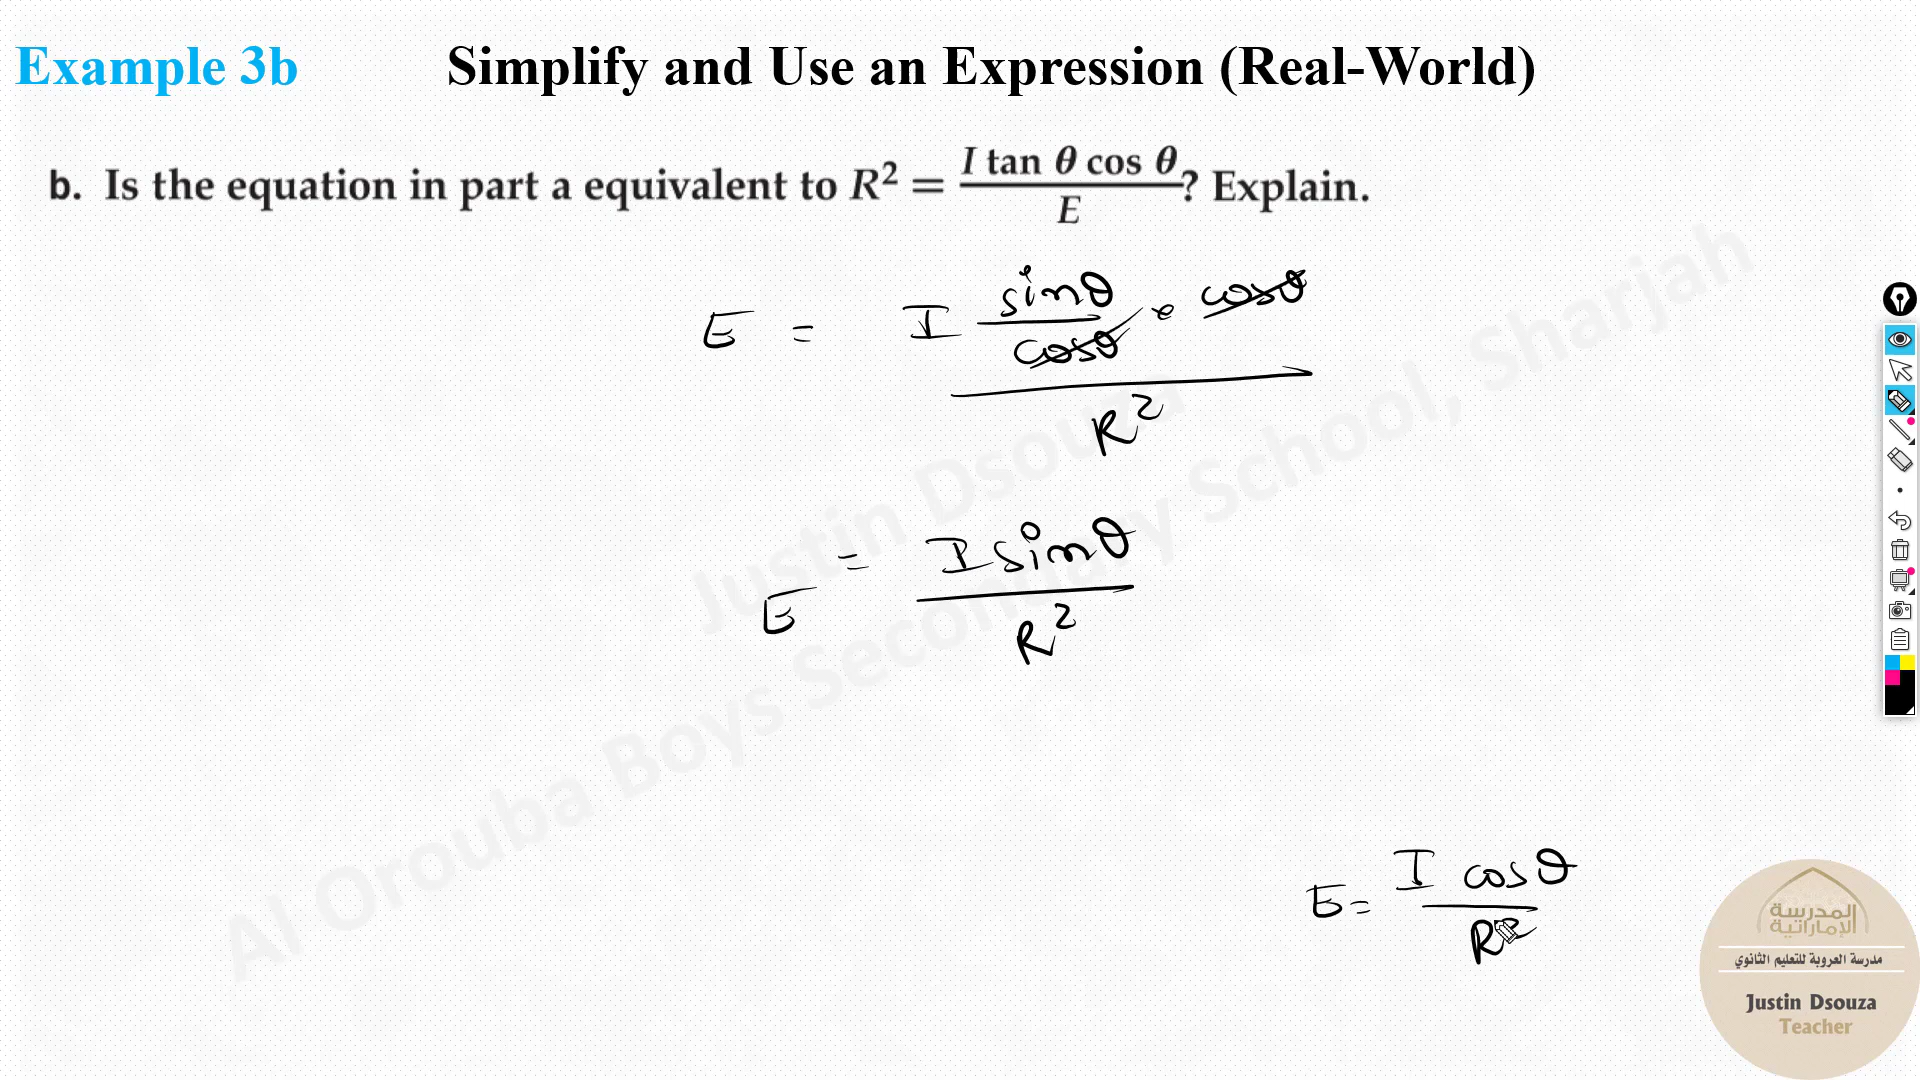 Example 3b Simplify and Use an Expression (Real-World)
b. Is the equation in part a equivalent to R² = I tan θ cos θ / E? Explain.
E = I sinθ / cosθ • cosθ / R²
E = I sinθ / R²
E = I cosθ / R²
Justin Dsouza
Al Orouba Boys Secondary School, Sharjah
المدرسة
الإماراتية
مدرسة العروبة للتعليم الثانوي
Justin Dsouza
Teacher